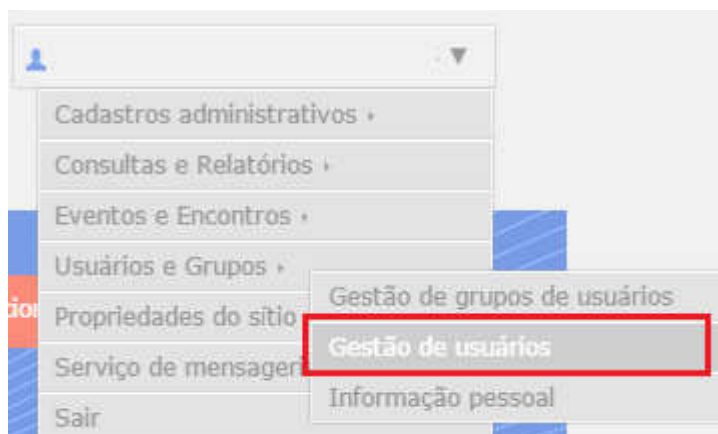 Cadastros administrativos
Consultas e Relatórios
Eventos e Encontros
Usuários e Grupos
Gestão de grupos de usuários
Propriedades do sítio
Gestão de usuários
Serviço de
Informação pessoal
Sair